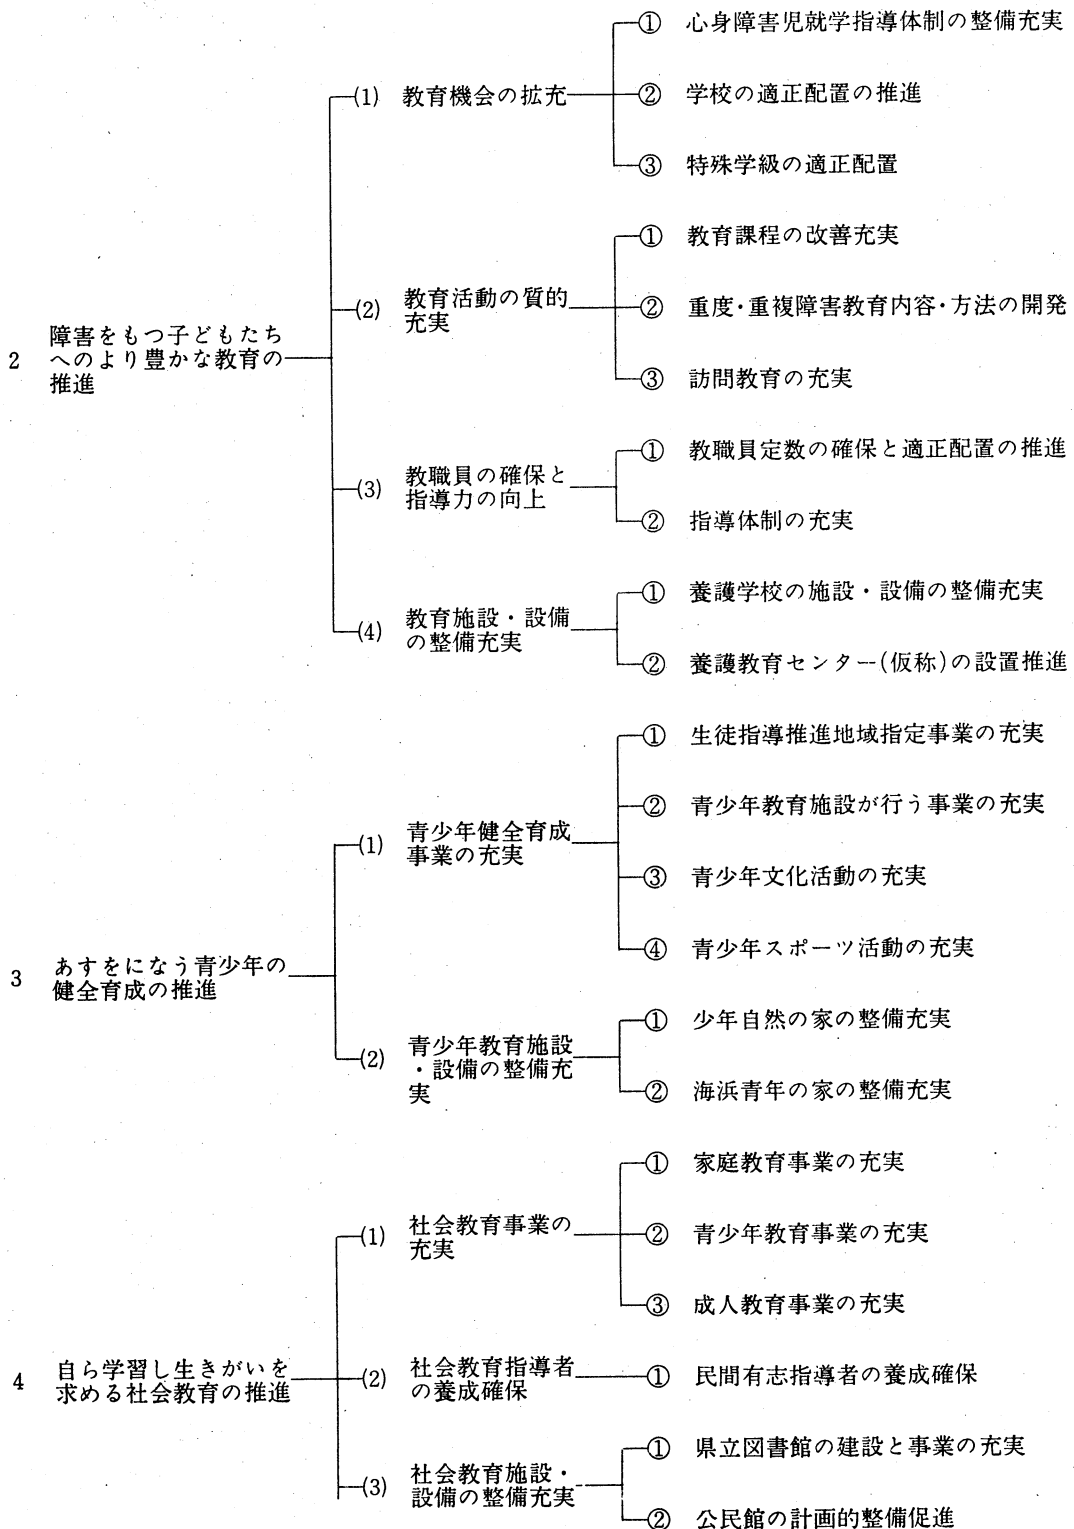 2 障害をもつ子どもたち
へのより豊かな教育の
推進
(1) 教育機会の拡充
① 心身障害児就学指導体制の整備充実
② 学校の適正配置の推進
③ 特殊学級の適正配置
(2) 教育活動の質的
充実
① 教育課程の改善充実
② 重度・重複障害教育内容・方法の開発
③ 訪問教育の充実
(3) 教職員の確保と
指導力の向上
① 教職員定数の確保と適正配置の推進
② 指導体制の充実
(4) 教育施設・設備
の整備充実
① 養護学校の施設・設備の整備充実
② 養護教育センター(仮称)の設置推進
3 あすをになう青少年の
健全育成の推進
(1) 青少年健全育成
事業の充実
① 生徒指導推進地域指定事業の充実
② 青少年教育施設が行う事業の充実
③ 青少年文化活動の充実
④ 青少年スポーツ活動の充実
(2) 青少年教育施設
・設備の整備充
実
① 少年自然の家の整備充実
② 海浜青年の家の整備充実
4 自ら学習し生きがいを
求める社会教育の推進
(1) 社会教育事業の
充実
① 家庭教育事業の充実
② 青少年教育事業の充実
③ 成人教育事業の充実
(2) 社会教育指導者
の養成確保
① 民間有志指導者の養成確保
(3) 社会教育施設・
設備の整備充実
① 県立図書館の建設と事業の充実
② 公民館の計画的整備促進